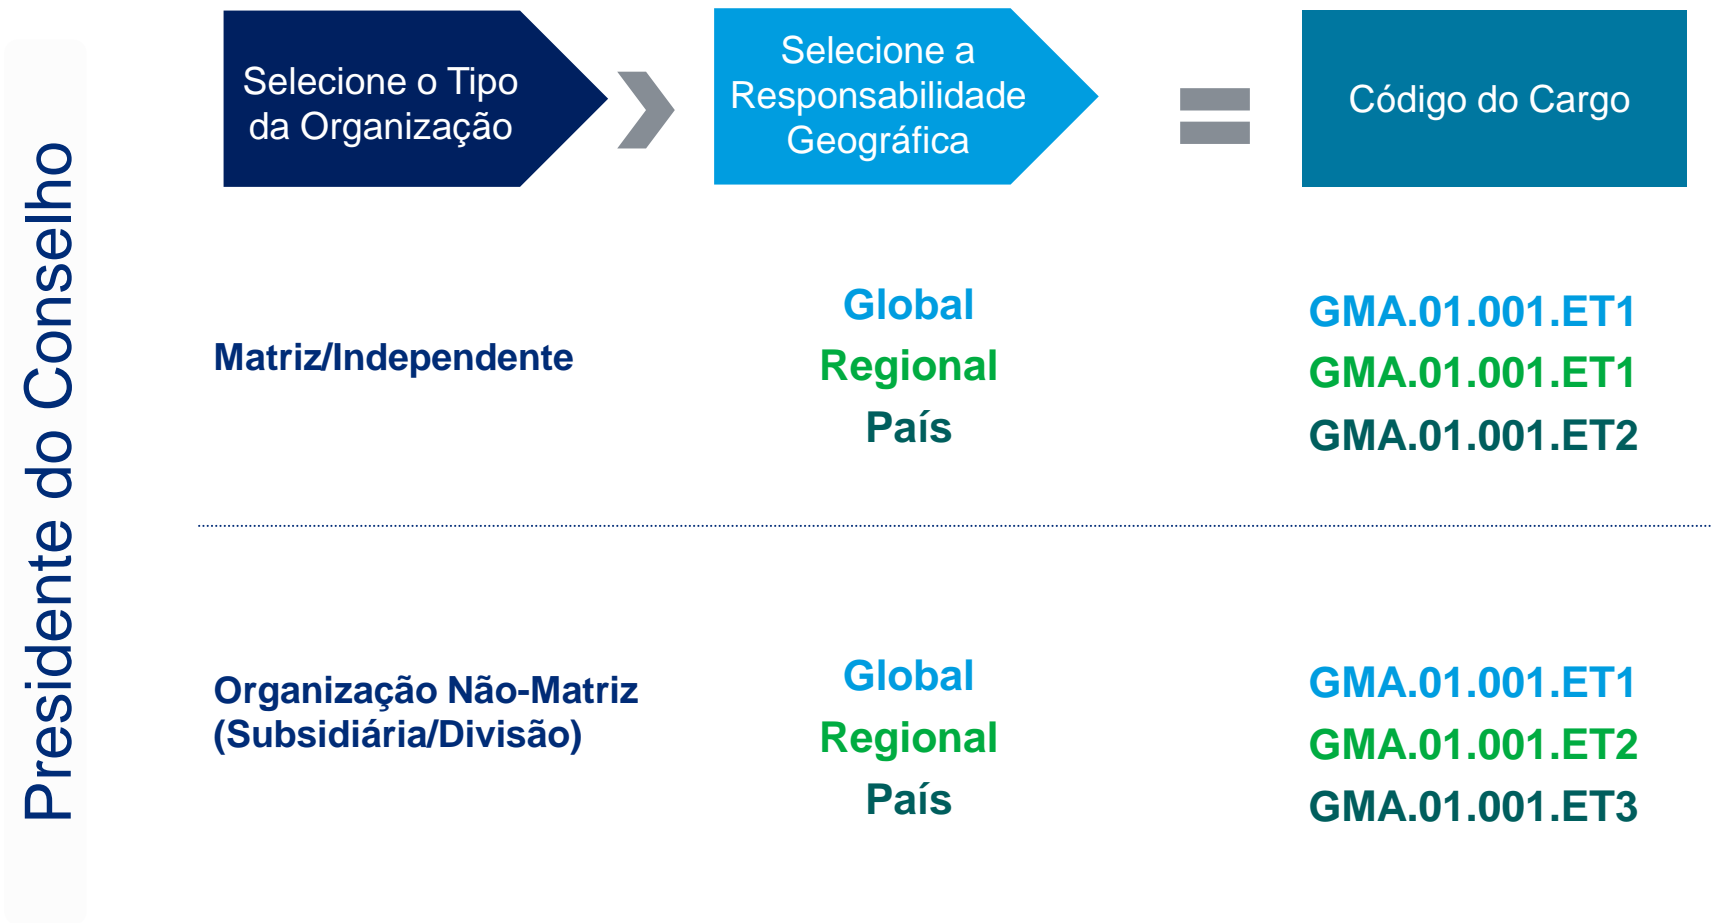 Presidente do Conselho
Selecione o Tipo
da Organização
Selecione a
Responsabilidade
Geográfica
Código do Cargo
Matriz/Independente
Global
Regional
País
GMA.01.001.ET1
GMA.01.001.ET1
GMA.01.001.ET2
Organização Não-Matriz
(Subsidiária/Divisão)
Global
Regional
País
GMA.01.001.ET1
GMA.01.001.ET2
GMA.01.001.ET3